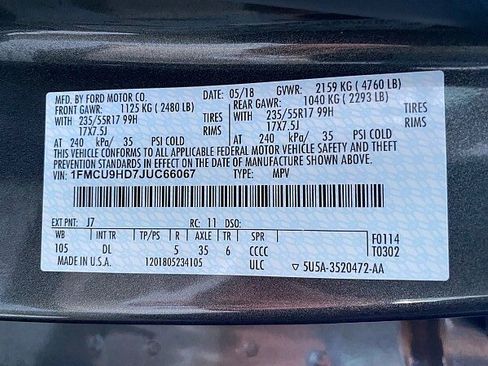 MFD. BY FORD MOTOR CO. DATE: 05/18 GVWR: 2159 KG ( 4760 LB)
FRONT GAWR: 1125 KG ( 2480 LB) REAR GAWR: 1040 KG ( 2293 LB)
235/55R17 99H TIRES 235/55R17 99H TIRES
17X7.5J RIMS 17X7.5J RIMS
AT 240 kPa/ 35 PSI COLD AT 240 kPa/ 35 PSI COLD
THIS VEHICLE CONFORMS TO ALL APPLICABLE FEDERAL MOTOR VEHICLE SAFETY AND THEFT
PREVENTION STANDARDS IN EFFECT ON THE DATE OF MANUFACTURE SHOWN ABOVE.
VIN: 1FMCU9HD7JUC66067 TYPE: MPV
EXT PNT: J7 RC: 11 DSO:
WB INT TR TP/PS R AXLE TR SPR F0114
105 DL 5 35 6 CCCC T0302
MADE IN U.S.A. 1201805234105 ULC 5U5A-3520472-AA